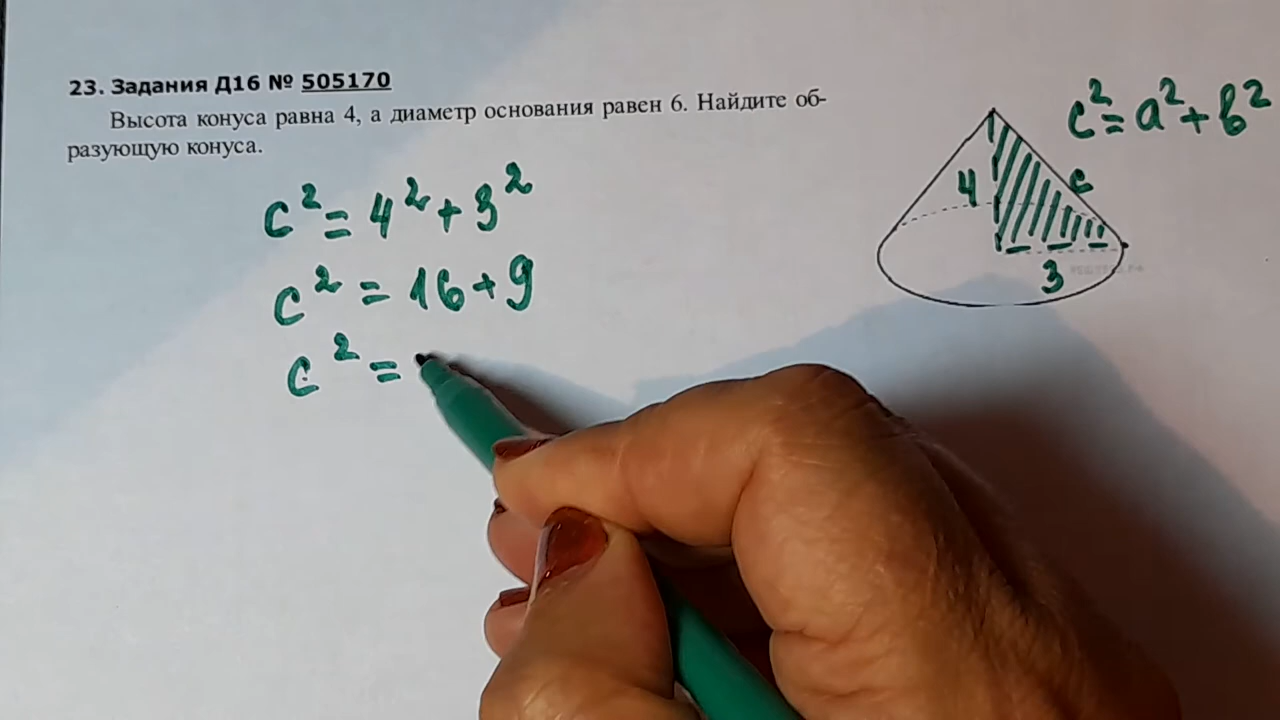 23. Задания Д16 № 505170
Высота конуса равна 4, а диаметр основания равен 6. Найдите об-
разующую конуса.
c² = a² + b²
4
c
3
c² = 4² + 3²
c² = 16 + 9
c² =